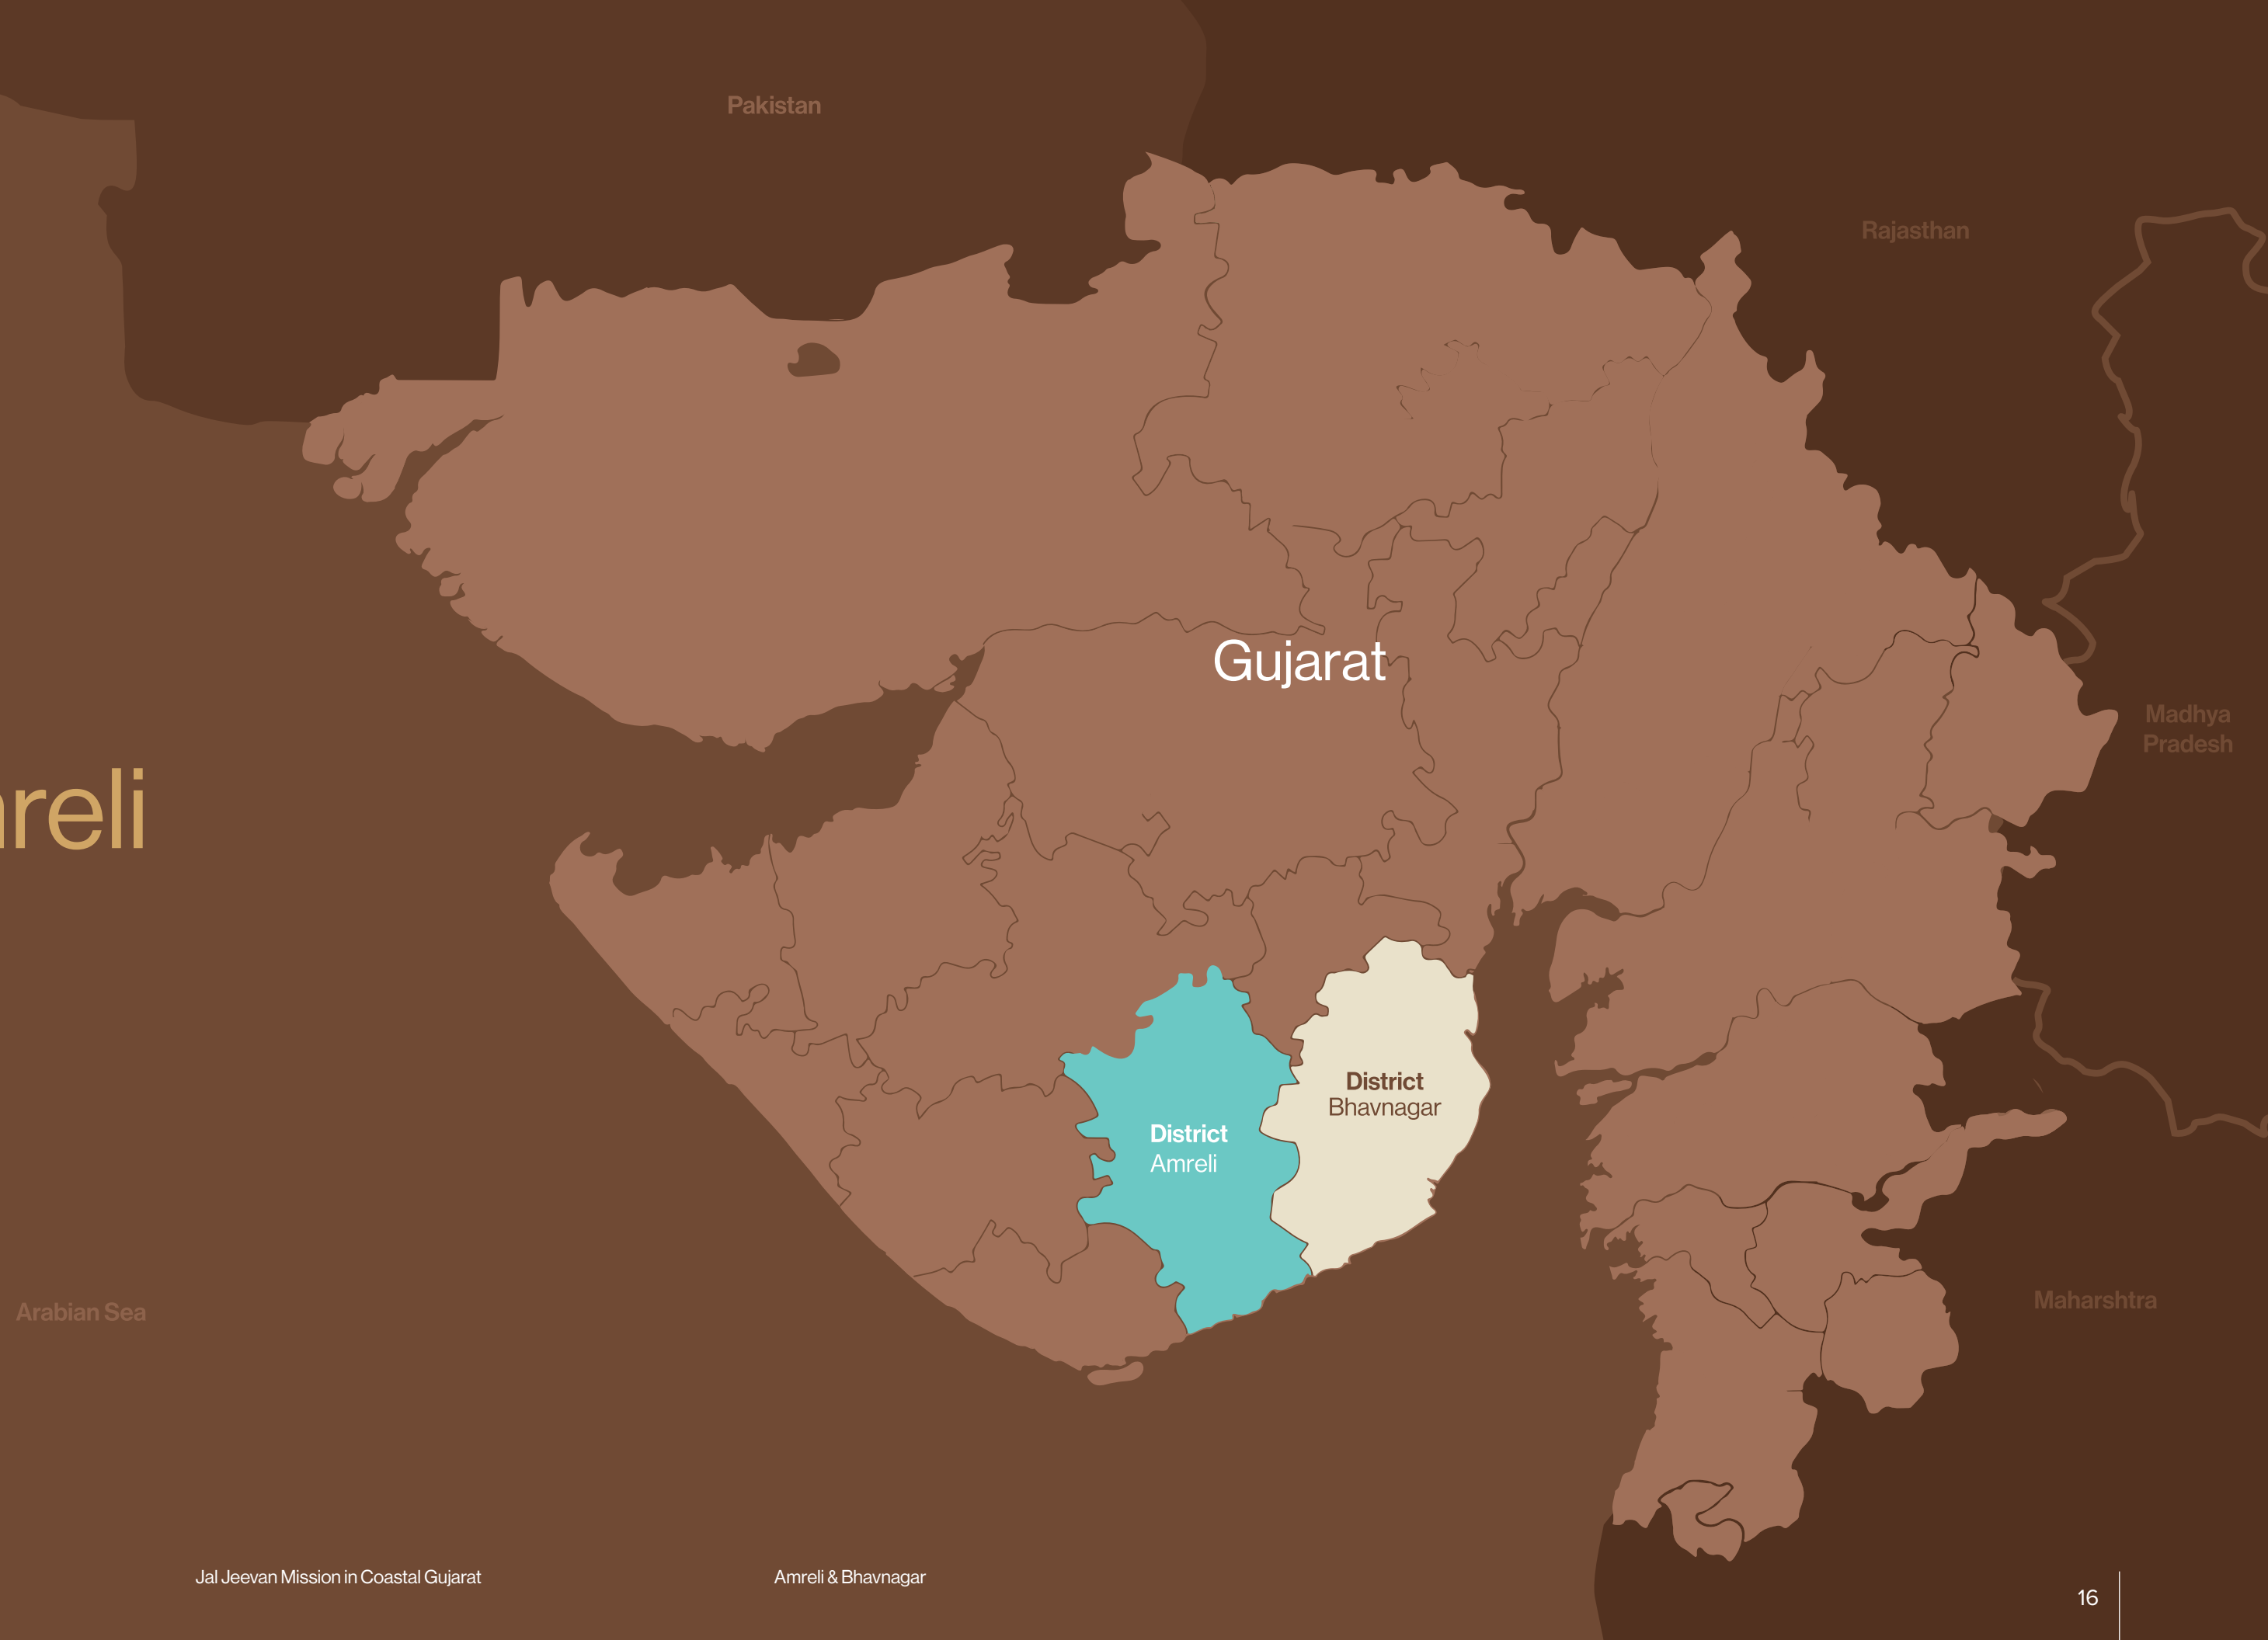 Pakistan
Rajasthan
Gujarat
Madhya
Pradesh
reli
District
Bhavnagar
District
Amreli
Arabian Sea
Maharshtra
Jal Jeevan Mission in Coastal Gujarat
Amreli & Bhavnagar
16